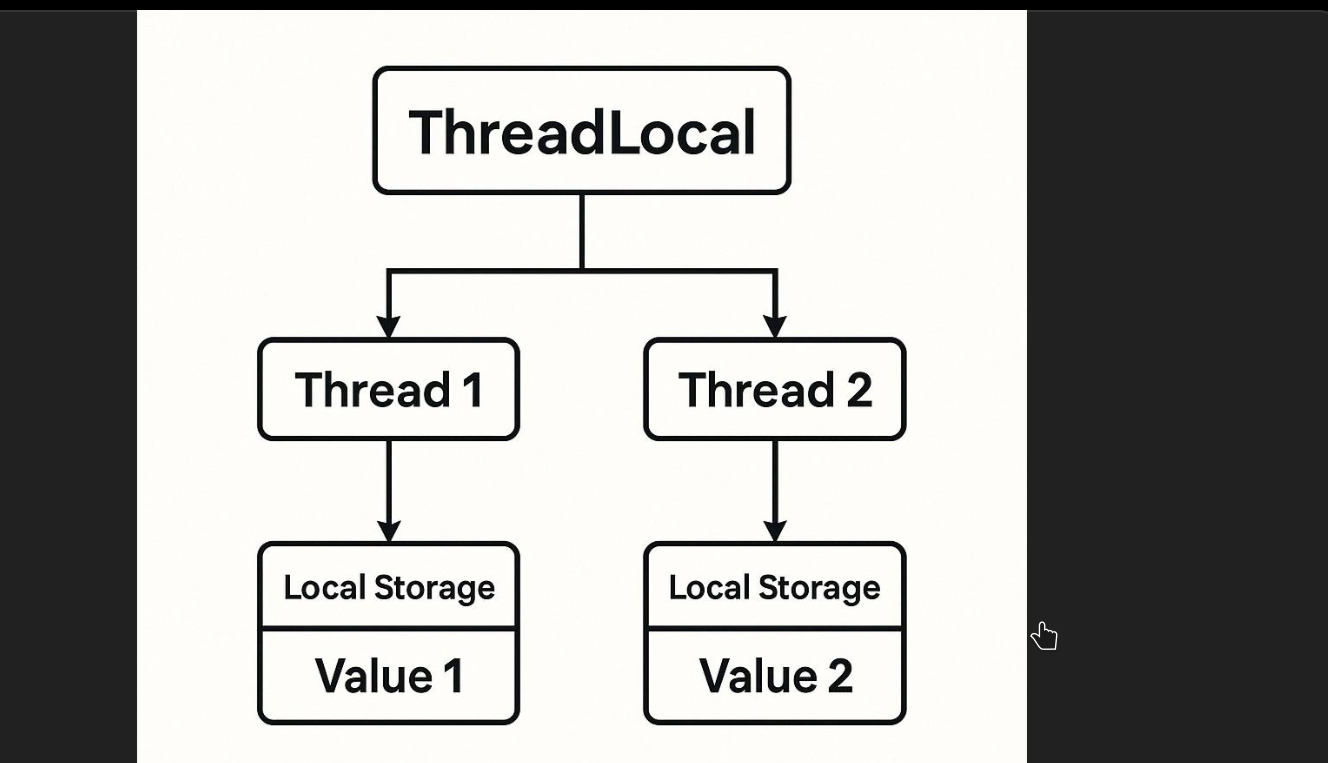 ThreadLocal
Thread 1
Thread 2
Local Storage
Value 1
Local Storage
Value 2